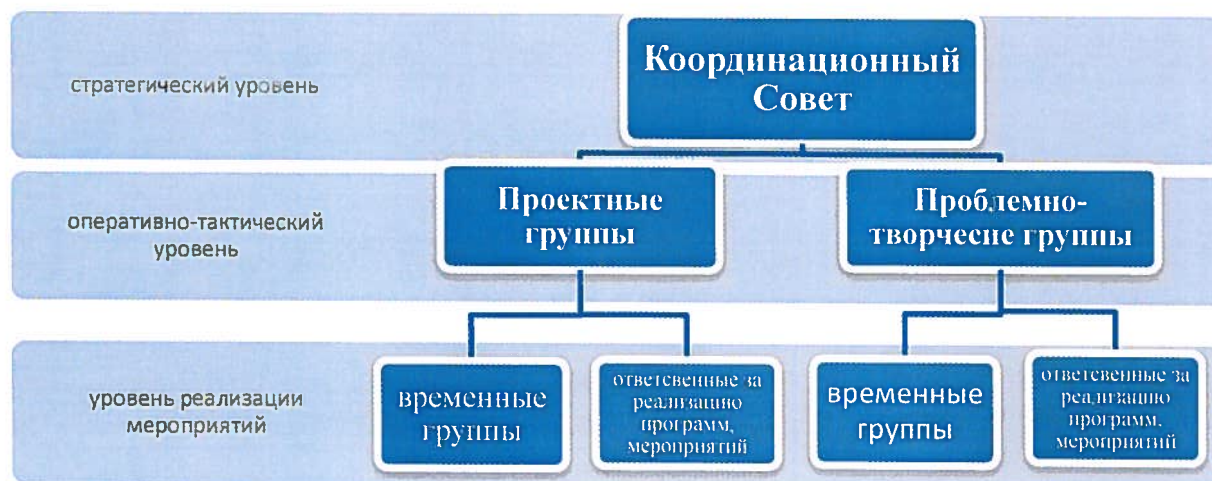 стратегический уровень
Координационный
Совет
оперативно-тактический
уровень
Проектные
группы
Проблемно-
творчесие группы
уровень реализации
мероприятий
временные
группы
ответсвенные за
реализацию
программ,
мероприятий
временные
группы
ответсвенные за
реализацию
программ,
мероприятий